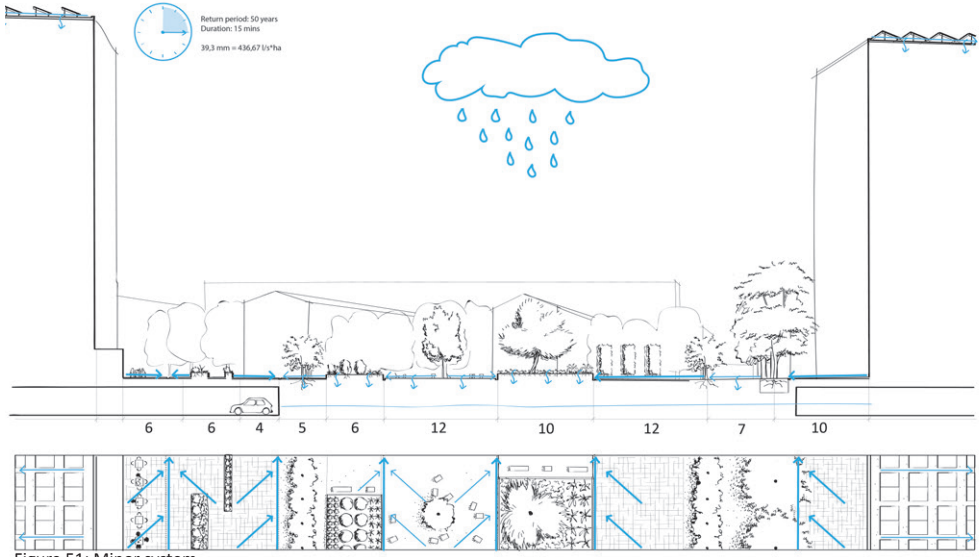 Return period: 50 years
Duration: 15 mins
39,3 mm = 436,67 l/s*ha
6 6 4 5 6 12 10 12 7 10
Figure 51: Minor system